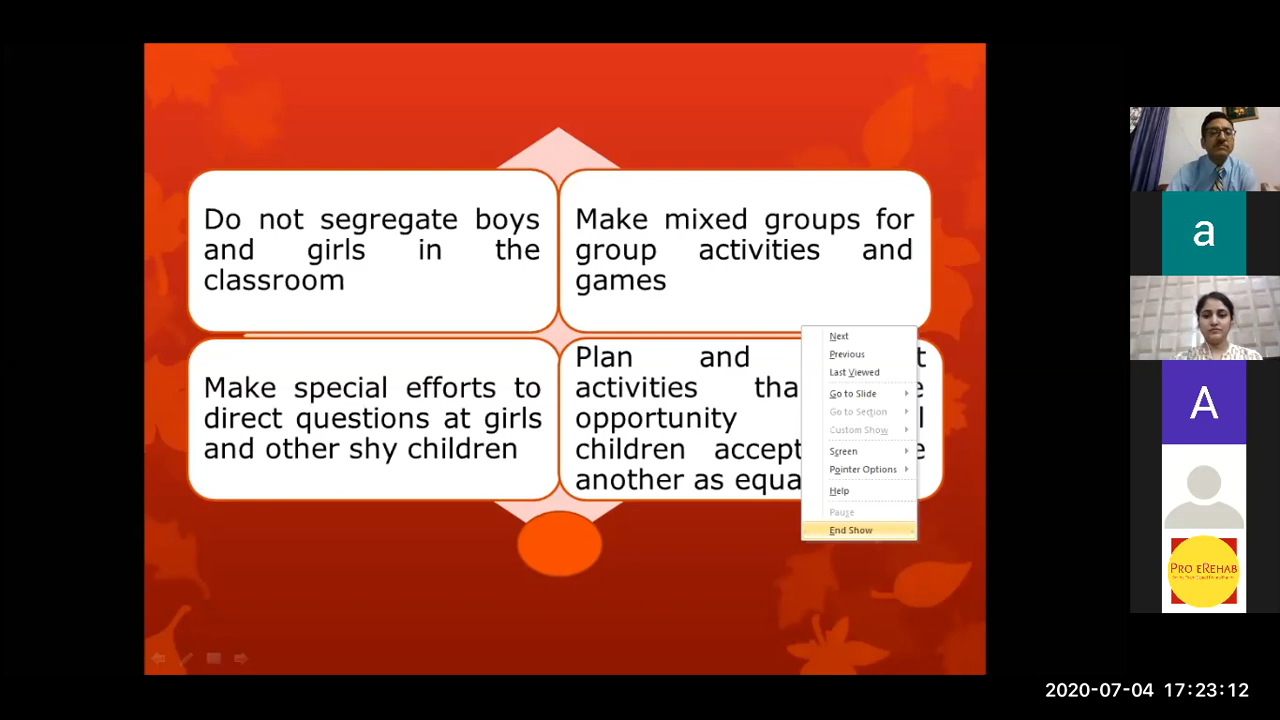 Do not segregate boys
and girls in the
classroom
Make mixed groups for
group activities and
games
Make special efforts to
direct questions at girls
and other shy children
Plan and
activities
opportunity
children
another as
Next
Previous
Last Viewed
Go to Slide
Go to Section
Custom Show
Screen
Pointer Options
Help
Pause
End Show
a
A
PRO EREHAB
2020-07-04 17:23:12